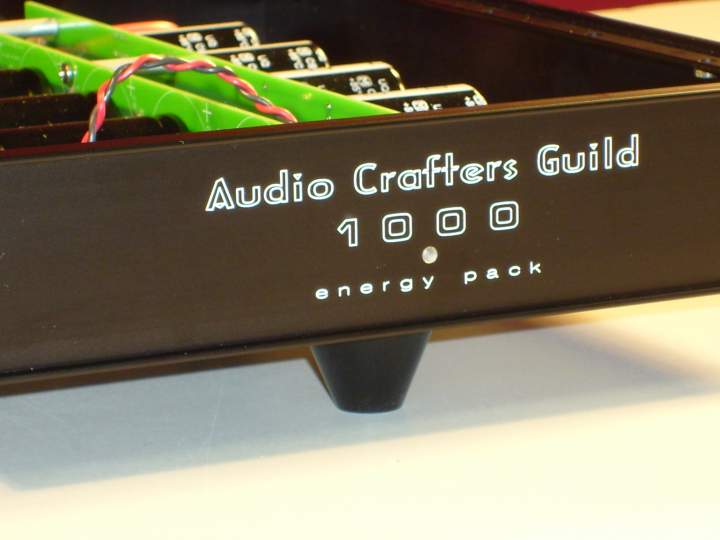 Audio Crafters Guild
1000
energy pack